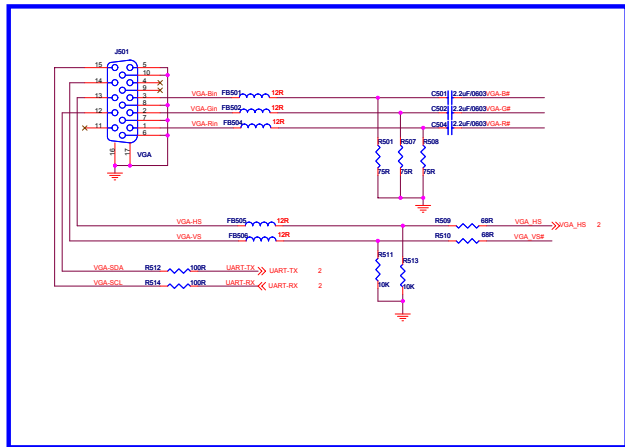 J501
15 5
10
14 4
9
13 3
8
12 2
7
11 1
6
16
17
VGA
VGA-Bin FB501 12R C501 2.2uF/0603 VGA-B#
VGA-Gin FB502 12R C502 2.2uF/0603 VGA-G#
VGA-Rin FB504 12R C504 2.2uF/0603 VGA-R#
R501 R507 R508
75R 75R 75R
VGA-HS FB505 12R R509 68R VGA_HS VGA_HS 2
VGA-VS FB506 12R R510 68R VGA_VS#
R511 R513
10K 10K
VGA-SDA R512 100R UART-TX UART-TX 2
VGA-SCL R514 100R UART-RX UART-RX 2